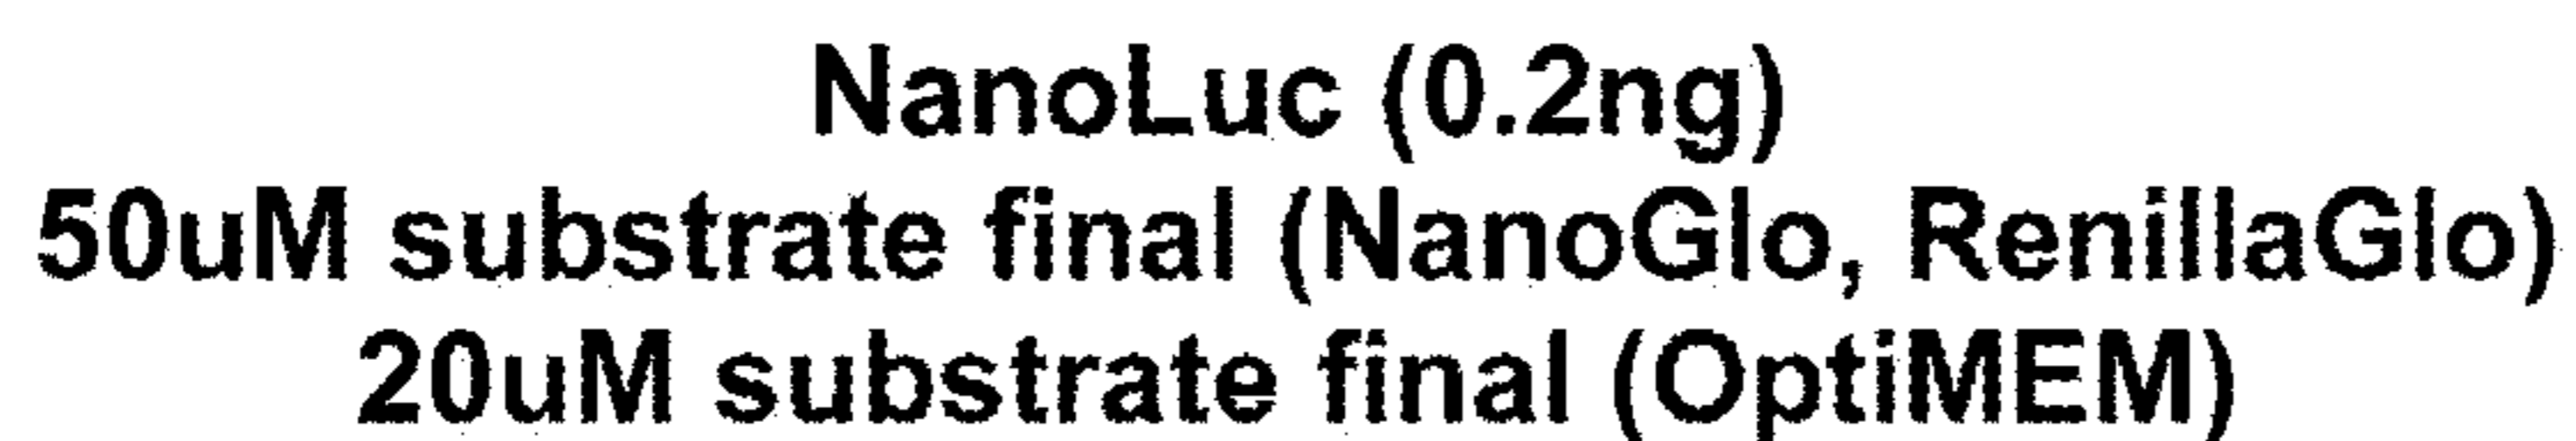 NanoLuc (0.2ng)
50uM substrate final (NanoGlo, RenillaGlo)
20uM substrate final (OptiMEM)